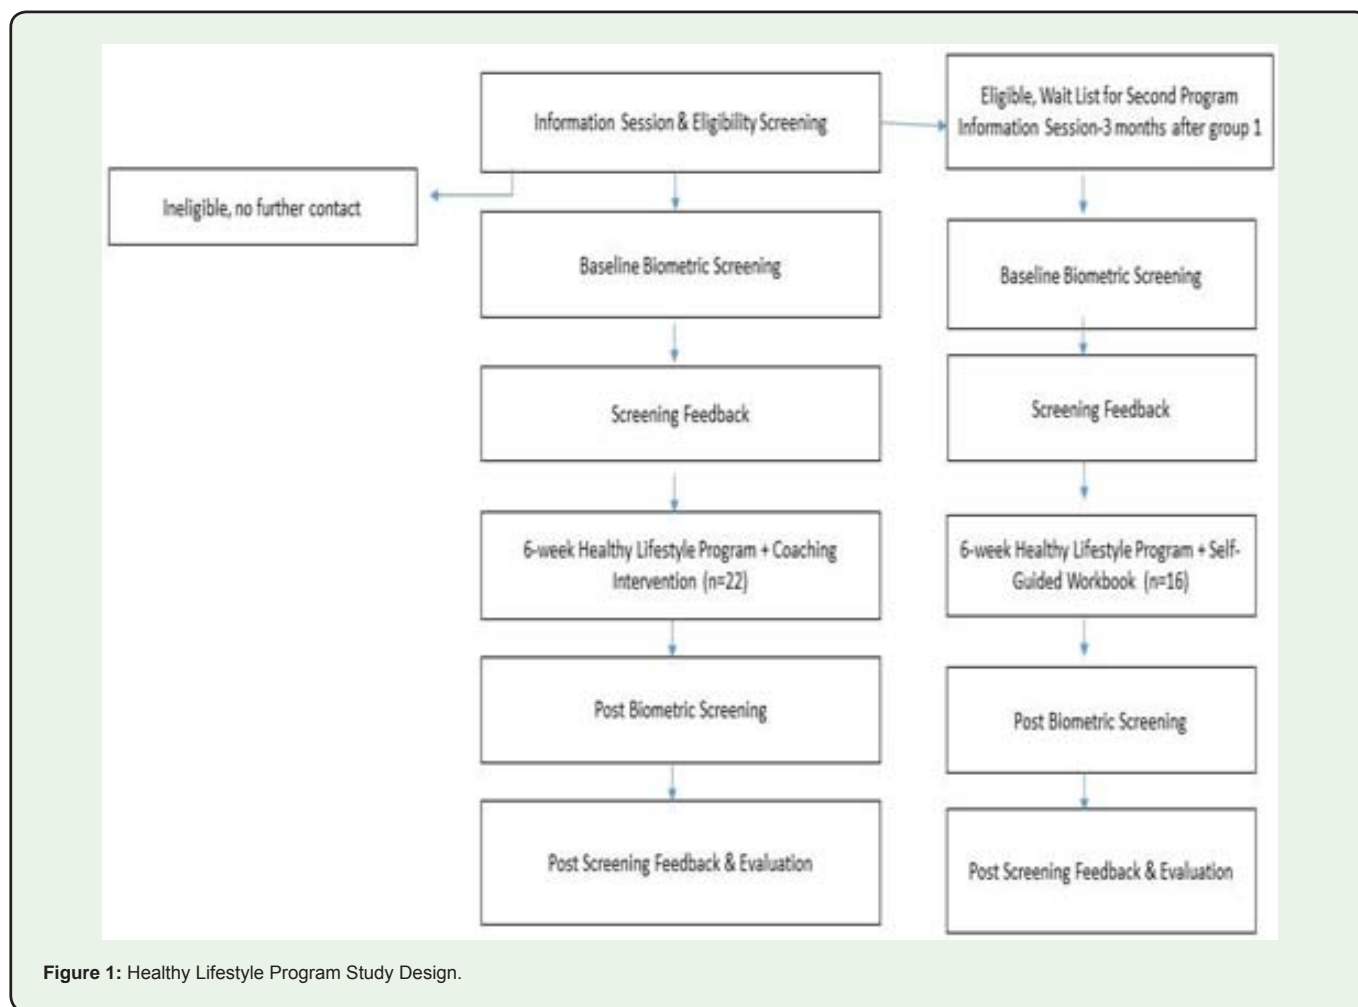 Information Session & Eligibility Screening
Eligible, Wait List for Second Program
Information Session-3 months after group 1
Ineligible, no further contact
Baseline Biometric Screening
Baseline Biometric Screening
Screening Feedback
Screening Feedback
6-week Healthy Lifestyle Program + Coaching
Intervention (n=22)
6-week Healthy Lifestyle Program + Self-
Guided Workbook (n=16)
Post Biometric Screening
Post Biometric Screening
Post Screening Feedback & Evaluation
Post Screening Feedback & Evaluation
Figure 1: Healthy Lifestyle Program Study Design.